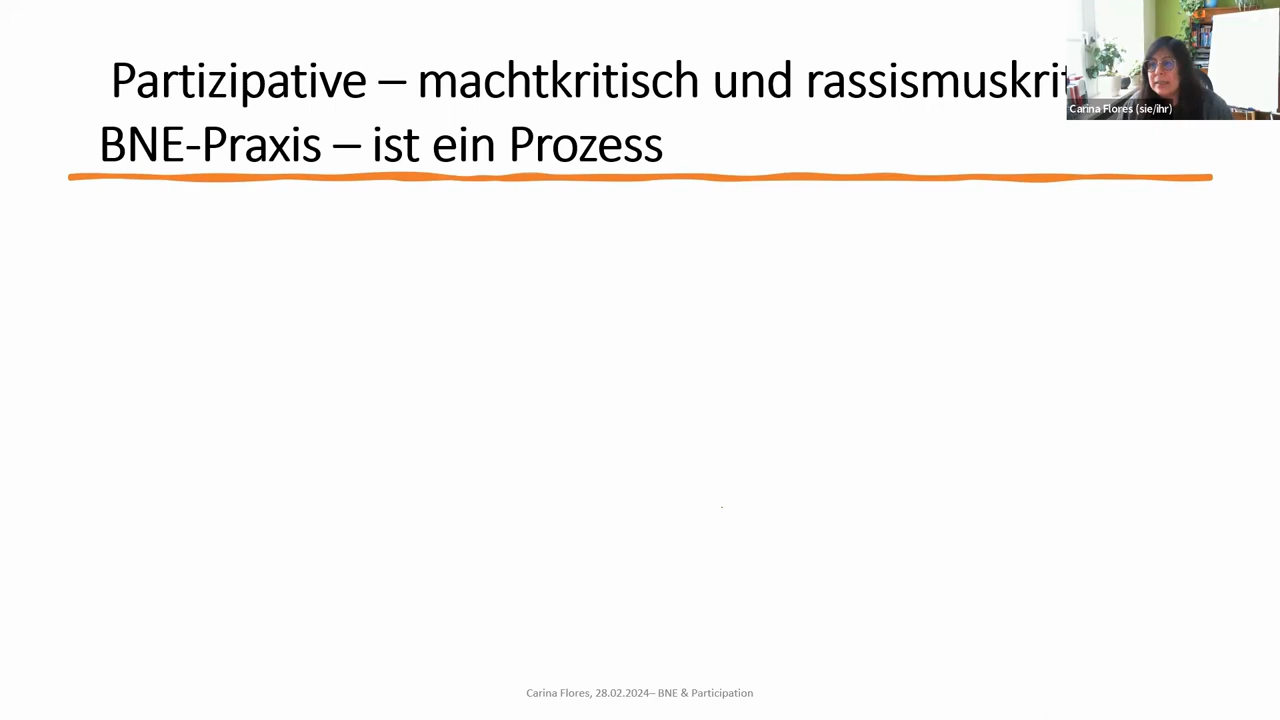 Partizipative – machtkritisch und
BNE-Praxis – ist ein Prozess
Carina Flores (sie/ihr)
Carina Flores, 28.02.2024– BNE & Participation